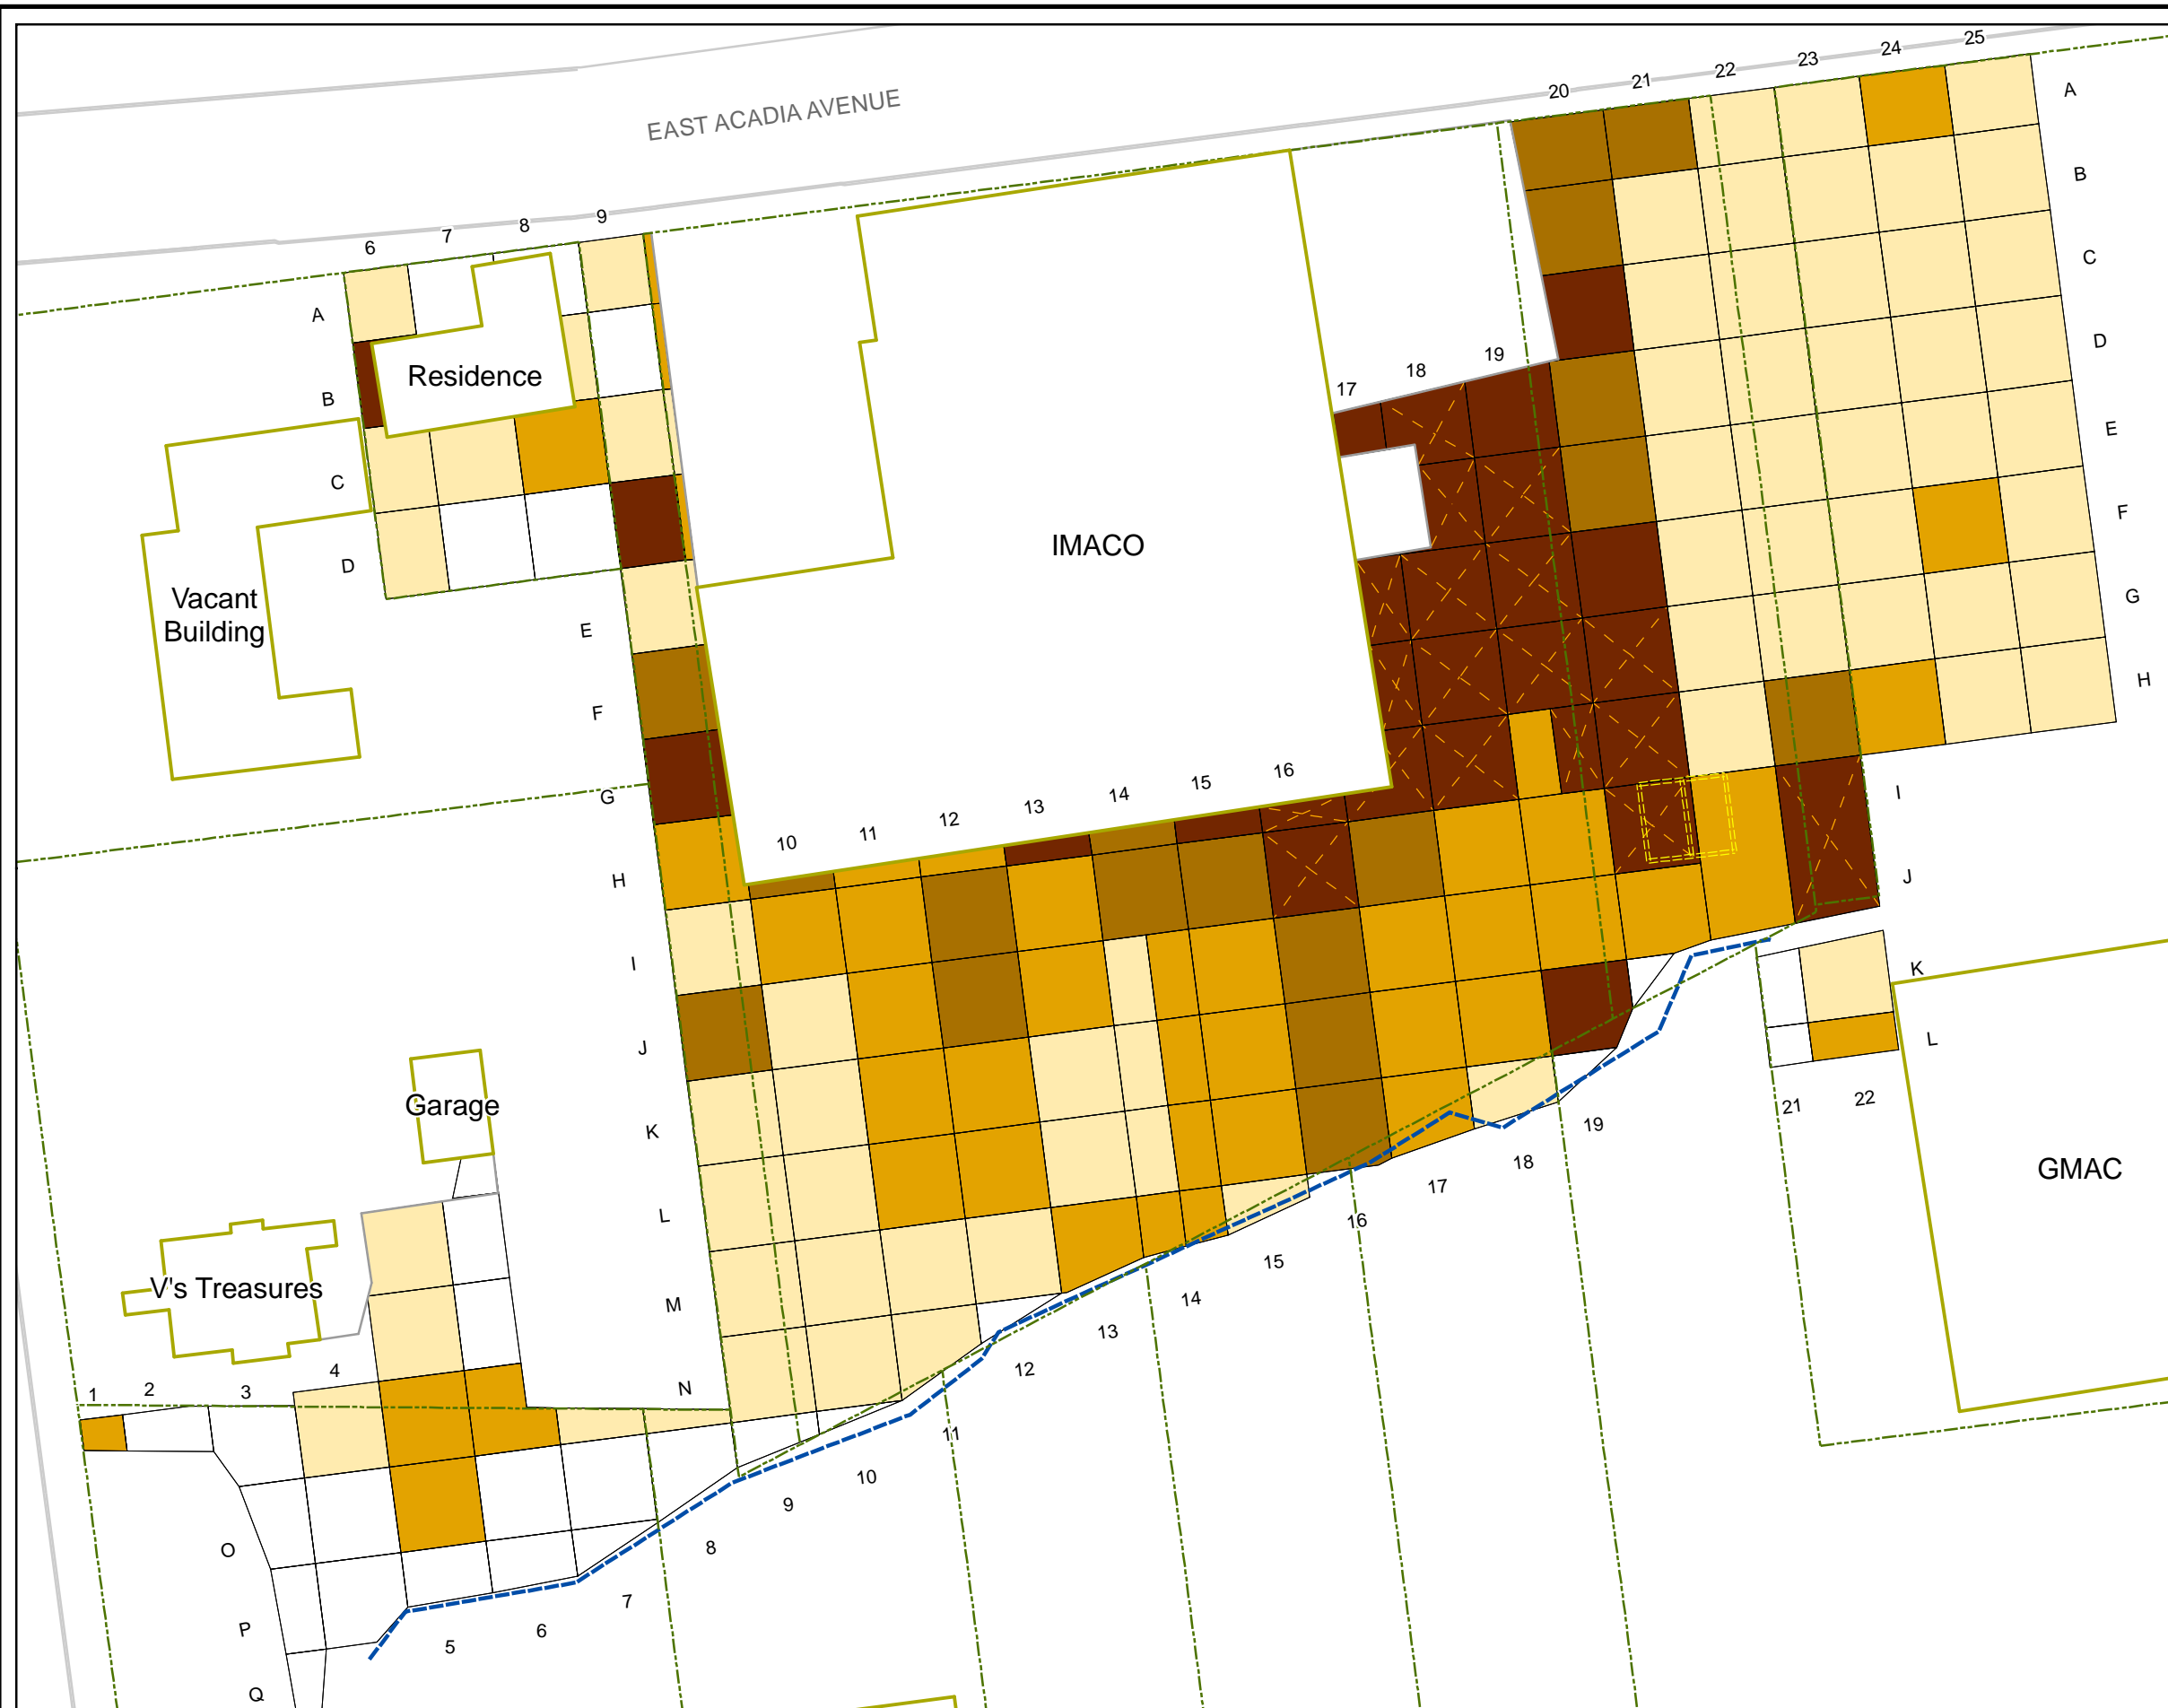 EAST ACADIA AVENUE
20 21 22 23 24 25
A
B
C
D
E
F
G
H
I
J
K
L
6 7 8 9
A
B
C
D
E
F
G
H
I
J
K
L
M
N
O
P
Q
Residence
Vacant
Building
IMACO
17 18 19
10 11 12 13 14 15 16
Garage
V's Treasures
GMAC
1 2 3 4
5 6 7 8 9 10 11 12 13 14 15 16 17 18 19
21 22